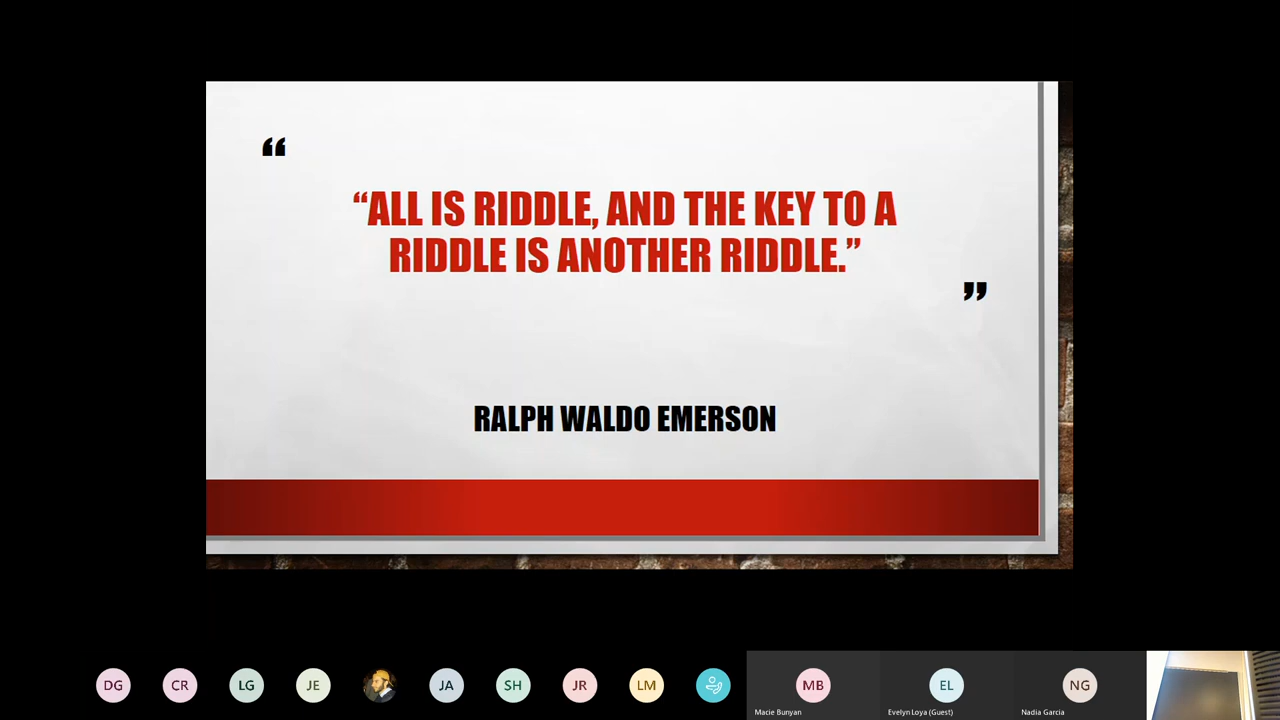 “
“ALL IS RIDDLE, AND THE KEY TO A
RIDDLE IS ANOTHER RIDDLE.”
”
RALPH WALDO EMERSON
DG CR LG JE JA SH JR LM MB EL NG
Macie Bunyan Evelyn Loya (Guest) Nadia Garcia